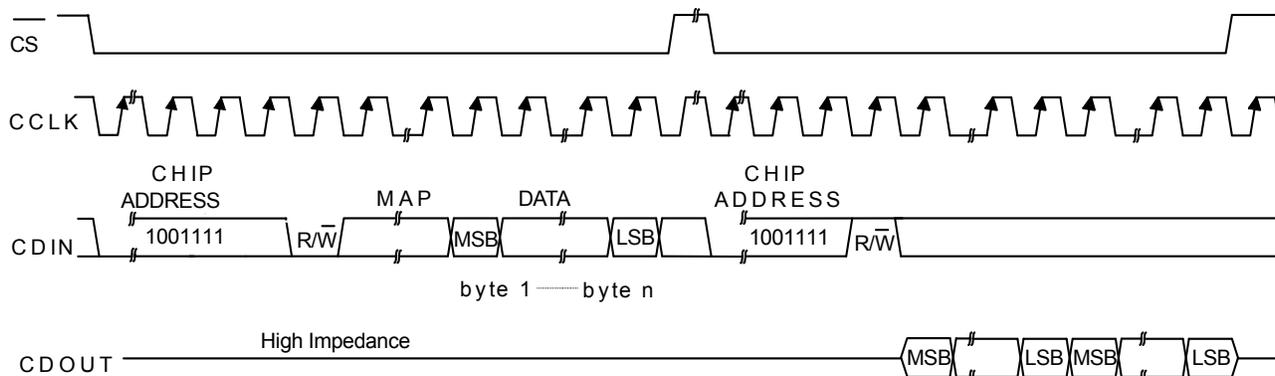 CS
CCLK
CHIP
ADDRESS
MAP
DATA
CHIP
ADDRESS
CDIN
1001111
R/W
MSB
LSB
1001111
R/W
byte 1
byte n
High Impedance
CDOUT
MSB
LSB
MSB
LSB